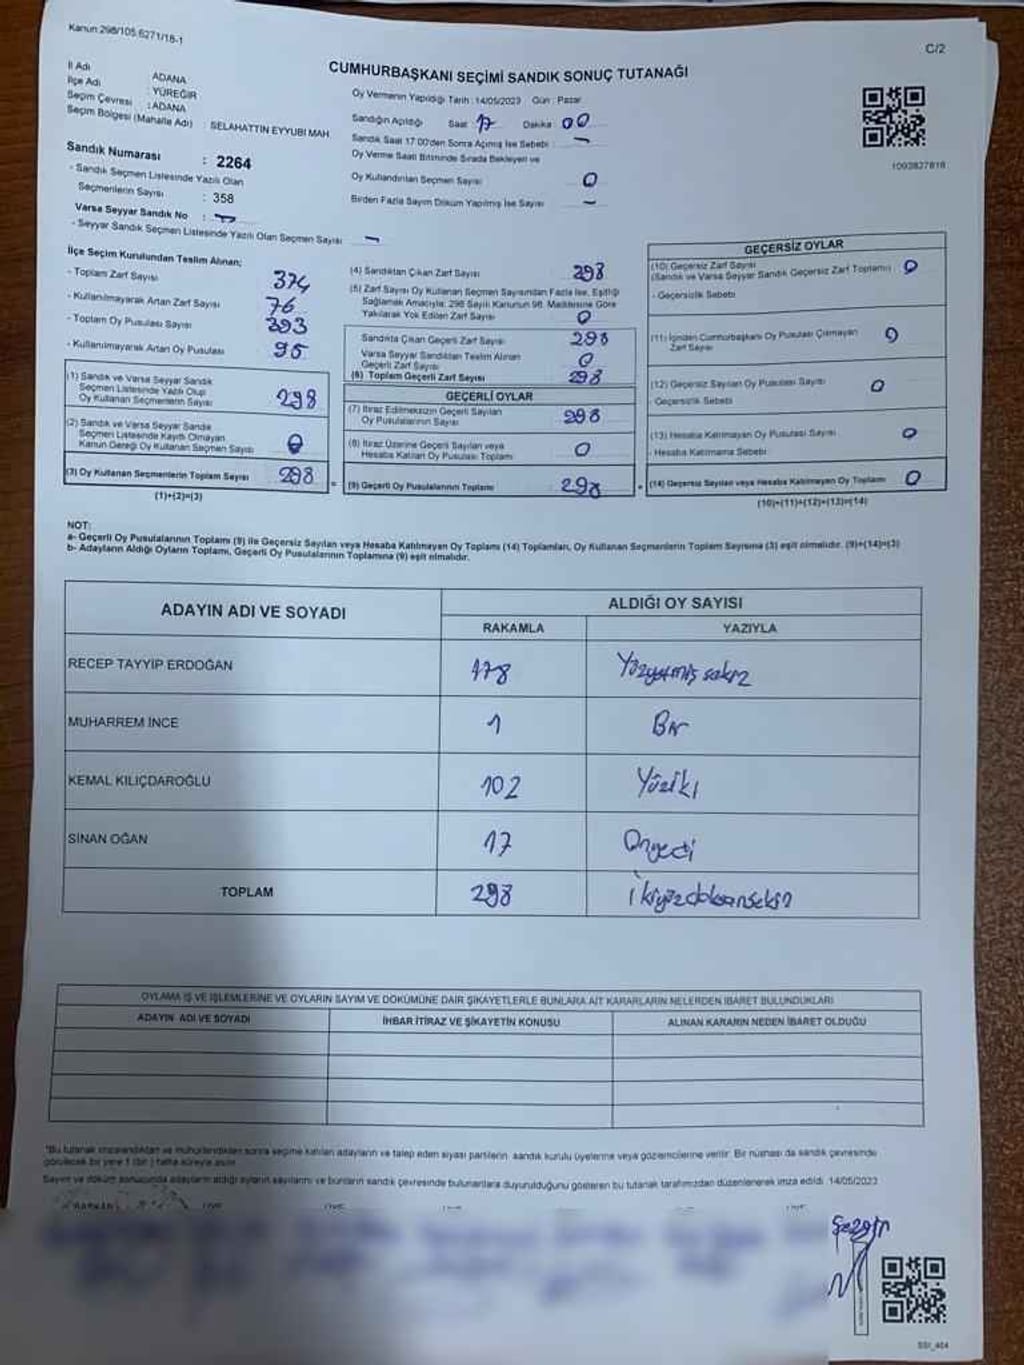 Kanun:298/105.6271/18-1
C/2
CUMHURBAŞKANI SEÇİMİ SANDIK SONUÇ TUTANAĞI
İl Adı ADANA
İlçe Adı : YÜREĞİR
Seçim Çevresi : ADANA
Seçim Bölgesi (Mahalle Adı) : SELAHATTİN EYYUBİ MAH.
Sandık Numarası : 2264
- Sandık Seçmen Listesinde Yazılı Olan
Seçmenlerin Sayısı : 358
Varsa Seyyar Sandık No : -
- Seyyar Sandık Seçmen Listesinde Yazılı Olan Seçmen Sayısı -
Oy Vermenin Yapıldığı Tarih : 14/05/2023 Gün : Pazar
Sandığın Açıldığı Saat 17 Dakika 00
Sandık Saat 17:00'den Sonra Açılmış İse Sebebi : -
Oy Verme Saati Bitiminde Sırada Bekleyen ve
Oy Kullandırılan Seçmen Sayısı 0
Birden Fazla Sayım Döküm Yapılmış İse Sayısı -
1093827818
İlçe Seçim Kurulundan Teslim Alınan;
- Toplam Zarf Sayısı 374
- Kullanılmayarak Artan Zarf Sayısı 76
- Toplam Oy Pusulası Sayısı 393
- Kullanılmayarak Artan Oy Pusulası 95
(1) Sandık ve Varsa Seyyar Sandık
Seçmen Listesinde Yazılı Olup
Oy Kullanan Seçmenlerin Sayısı 298
(2) Sandık ve Varsa Seyyar Sandık
Seçmen Listesinde Kayıtlı Olmayan
Kanun Gereği Oy Kullanan Seçmen Sayısı 0
(3) Oy Kullanan Seçmenlerin Toplam Sayısı 298
(1)+(2)=(3)
(4) Sandıktan Çıkan Zarf Sayısı 298
(5) Zarf Sayısı Oy Kullanan Seçmen Sayısından Fazla İse, Eşitliği
Sağlamak Amacıyla; 298 Sayılı Kanunun 98. Maddesine Göre
Yakılarak Yok Edilen Zarf Sayısı 0
Sandıkta Çıkan Geçerli Zarf Sayısı 298
Varsa Seyyar Sandıktan Teslim Alınan
Geçerli Zarf Sayısı 0
(6) Toplam Geçerli Zarf Sayısı 298
GEÇERLİ OYLAR
(7) İtiraz Edilmeksizin Geçerli Sayılan
Oy Pusulalarının Sayısı 298
(8) İtiraz Üzerine Geçerli Sayılan veya
Hesaba Katılan Oy Pusulası Toplamı 0
= (9) Geçerli Oy Pusulalarının Toplamı 298
GEÇERSİZ OYLAR
(10) Geçersiz Zarf Sayısı
(Sandık ve Varsa Seyyar Sandık Geçersiz Zarf Toplamı) 0
- Geçersizlik Sebebi
(11) İçinden Cumhurbaşkanı Oy Pusulası Çıkmayan
Zarf Sayısı 0
(12) Geçersiz Sayılan Oy Pusulası Sayısı 0
- Geçersizlik Sebebi
(13) Hesaba Katılmayan Oy Pusulası Sayısı 0
- Hesaba Katılmama Sebebi
+ (14) Geçersiz Sayılan veya Hesaba Katılmayan Oy Toplamı 0
(10)+(11)+(12)+(13)=(14)
NOT:
a- Geçerli Oy Pusulalarının Toplamı (9) ile Geçersiz Sayılan veya Hesaba Katılmayan Oy Toplamı (14) Toplamları, Oy Kullanan Seçmenlerin Toplam Sayısına (3) eşit olmalıdır. (9)+(14)=(3)
b- Adayların Aldığı Oyların Toplamı, Geçerli Oy Pusulalarının Toplamına (9) eşit olmalıdır.
ADAYIN ADI VE SOYADI ALDIĞI OY SAYISI
RAKAMLA YAZIYLA
RECEP TAYYİP ERDOĞAN 178 Yüzyetmiş sekiz
MUHARREM İNCE 1 Bir
KEMAL KILIÇDAROĞLU 102 Yüziki
SİNAN OĞAN 17 Onyedi
TOPLAM 298 İkiyüzdoksansekiz
OYLAMA İŞ VE İŞLEMLERİNE VE OYLARIN SAYIM VE DÖKÜMÜNE DAİR ŞİKAYETLERLE BUNLARA AİT KARARLARIN NELERDEN İBARET BULUNDUKLARI
ADAYIN ADI VE SOYADI İHBAR İTİRAZ VE ŞİKAYETİN KONUSU ALINAN KARARIN NEDEN İBARET OLDUĞU
*Bu tutanak imzalandıktan ve mühürlendikten sonra seçime katılan adayların ve talep eden siyasi partilerin sandık kurulu üyelerine veya gözlemcilerine verilir. Bir nüshası da sandık çevresinde
görülecek bir yere 1 (bir) hafta süreyle asılır.
Sayım ve döküm sonucunda adayların aldığı oyların sayılarını ve bunların sandık çevresinde bulunanlara duyurulduğunu gösteren bu tutanak tarafımızdan düzenlenerek imza edildi. 14/05/2023
BAŞKAN
Sezgin
SSI_464